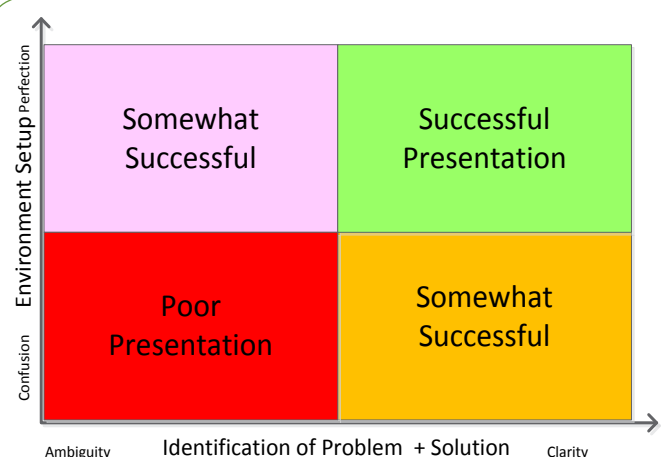 Perfection
Environment Setup
Confusion
Somewhat
Successful
Successful
Presentation
Poor
Presentation
Somewhat
Successful
Ambiguity
Identification of Problem + Solution
Clarity